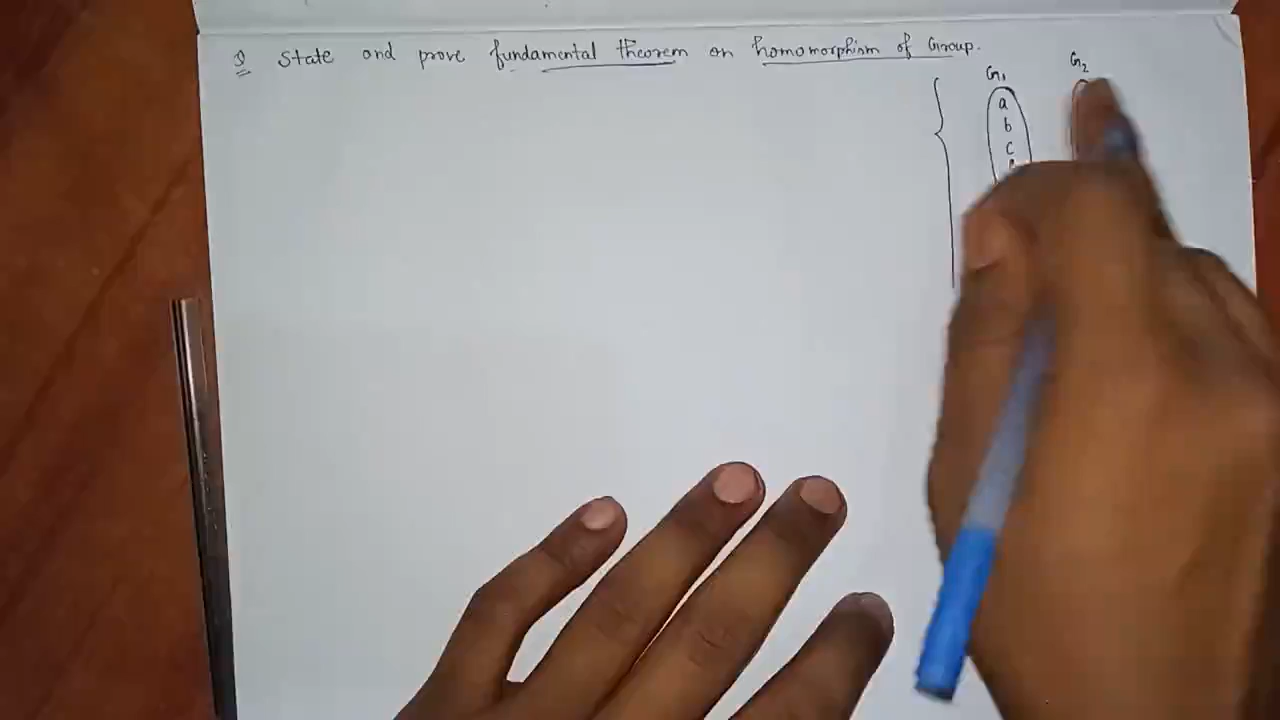 Q State and prove fundamental theorem on homomorphism of Group.
G₁ G₂
a
b
c